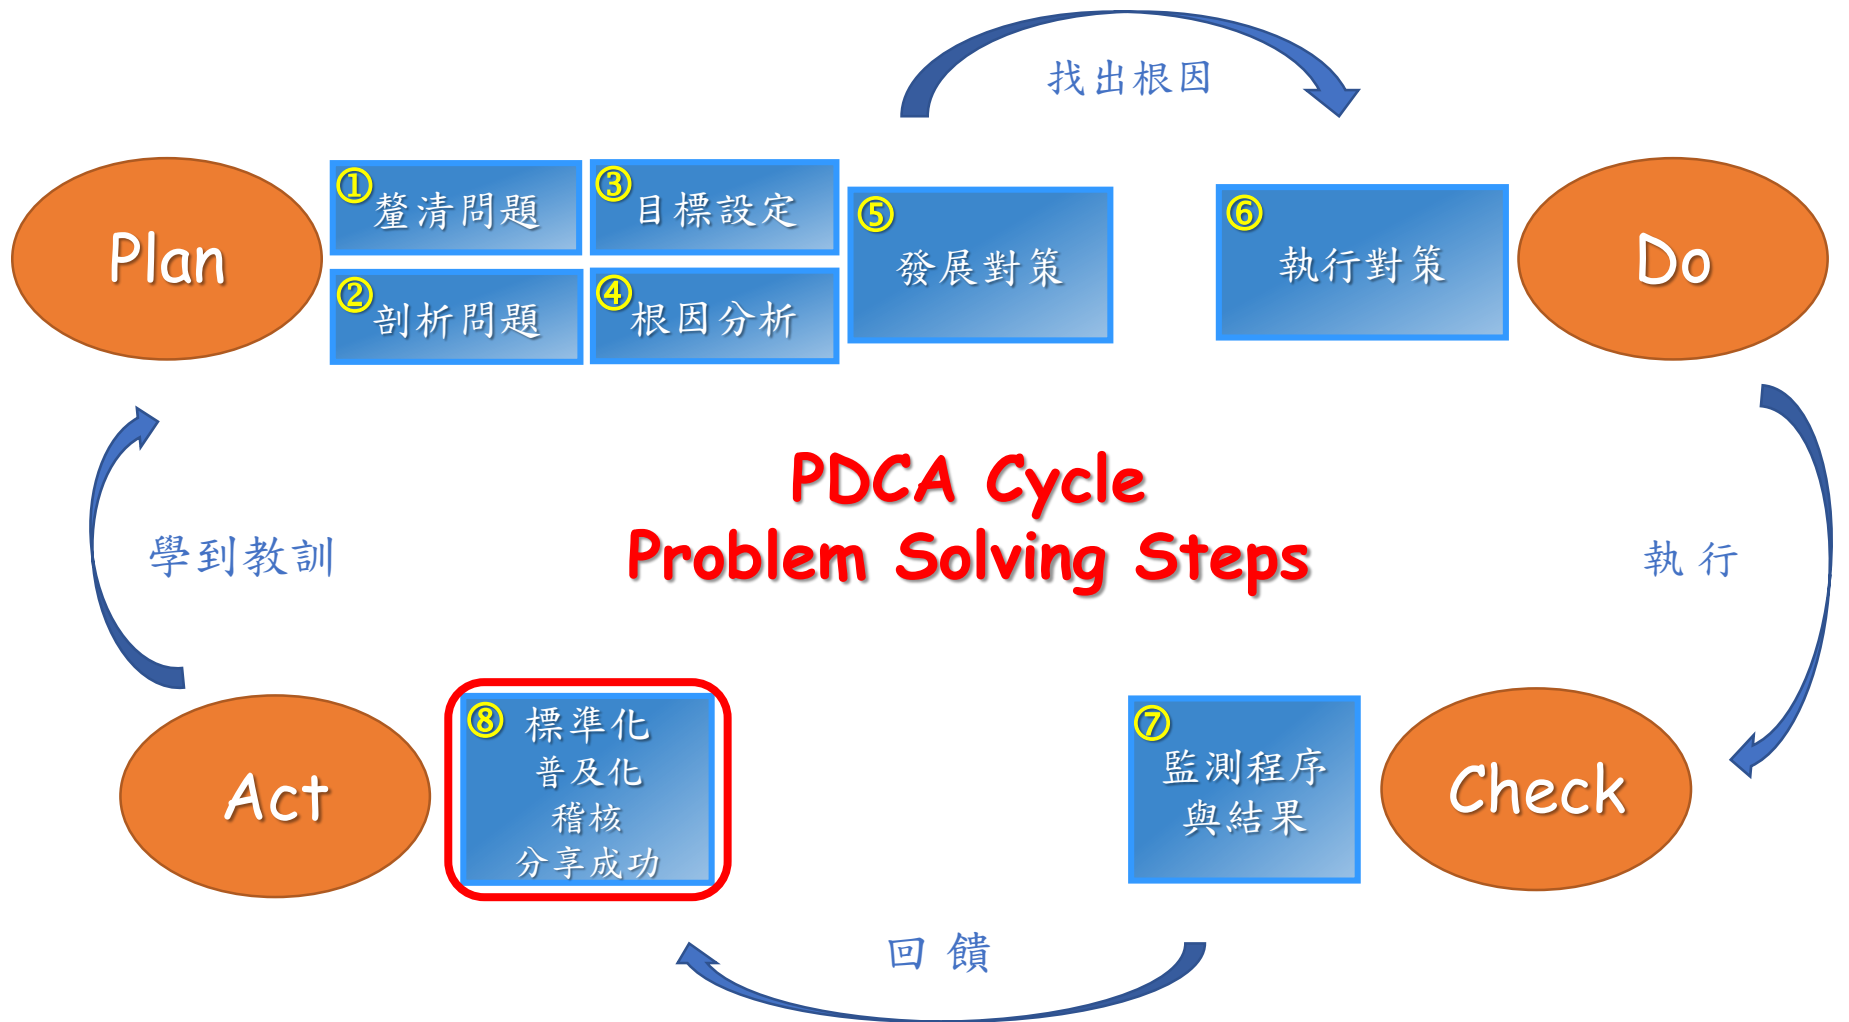 找出根因
Plan
①
釐清問題
②
剖析問題
③
目標設定
④
根因分析
⑤
發展對策
⑥
執行對策
Do
PDCA Cycle
Problem Solving Steps
學到教訓
執 行
Act
⑧
標準化
普及化
稽核
分享成功
⑦
監測程序
與結果
Check
回 饋